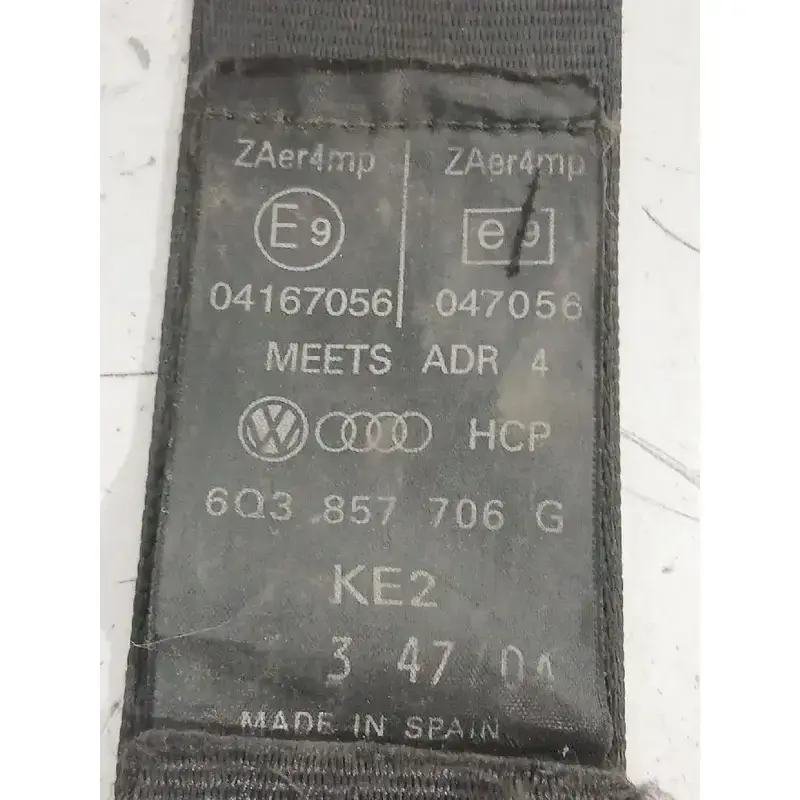 ZAer4mp ZAer4mp
E9 e9
04167056 047056
MEETS ADR 4
VW HCP
6Q3 857 706 G
KE2
3 47 04
MADE IN SPAIN